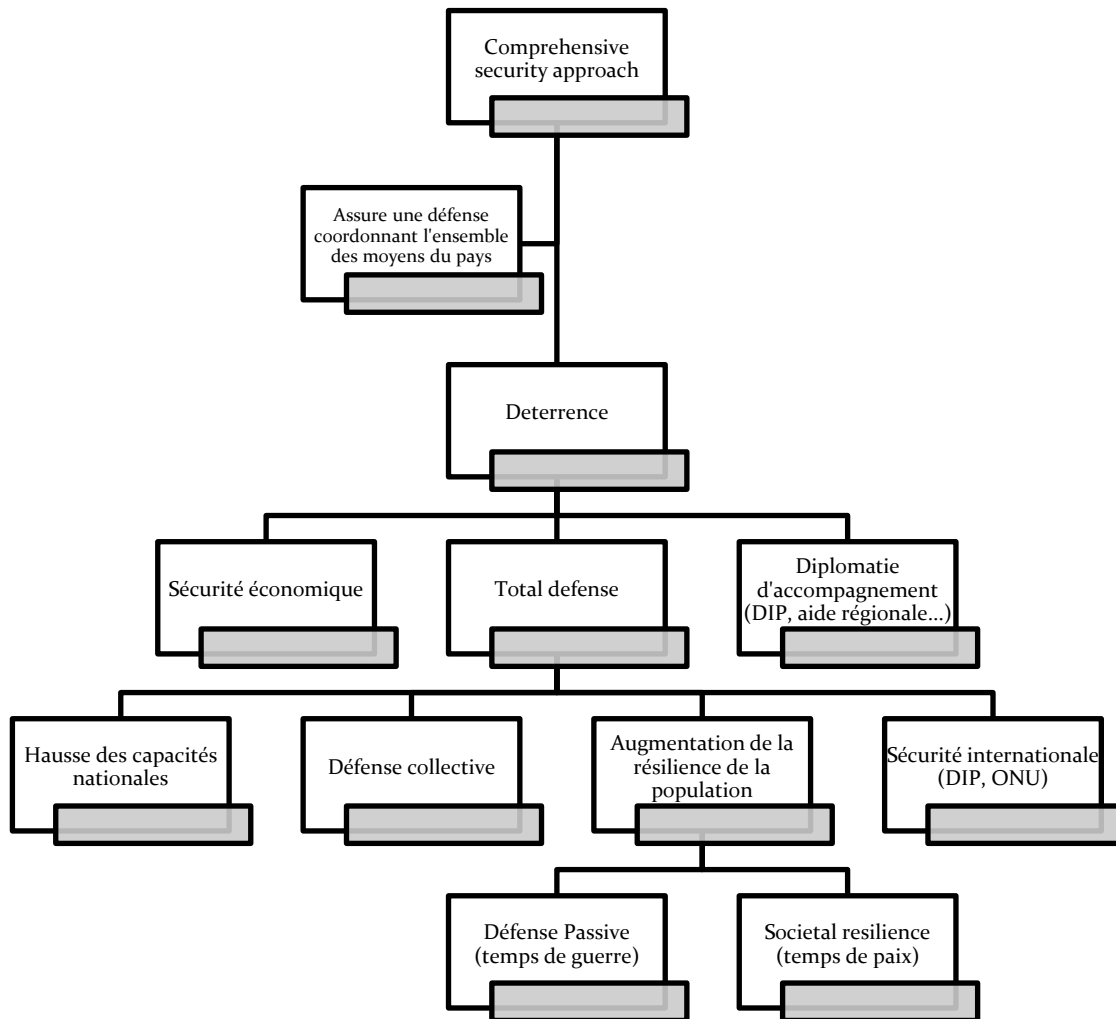 Comprehensive
security approach
Assure une défense
coordonnant l'ensemble
des moyens du pays
Deterrence
Sécurité économique
Total defense
Diplomatie
d'accompagnement
(DIP, aide régionale...)
Hausse des capacités
nationales
Défense collective
Augmentation de la
résilience de la
population
Sécurité internationale
(DIP, ONU)
Défense Passive
(temps de guerre)
Societal resilience
(temps de paix)